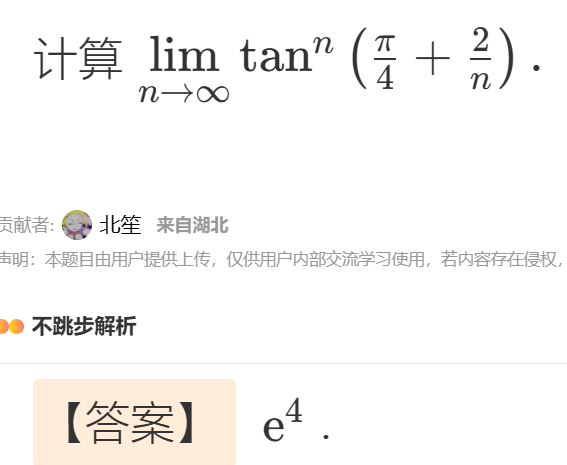 计算 lim n→∞ tan^n (π/4 + 2/n) .
贡献者: 北笙 来自湖北
声明：本题目由用户提供上传，仅供用户内部交流学习使用，若内容存在侵权，
不跳步解析
【答案】 e^4 .